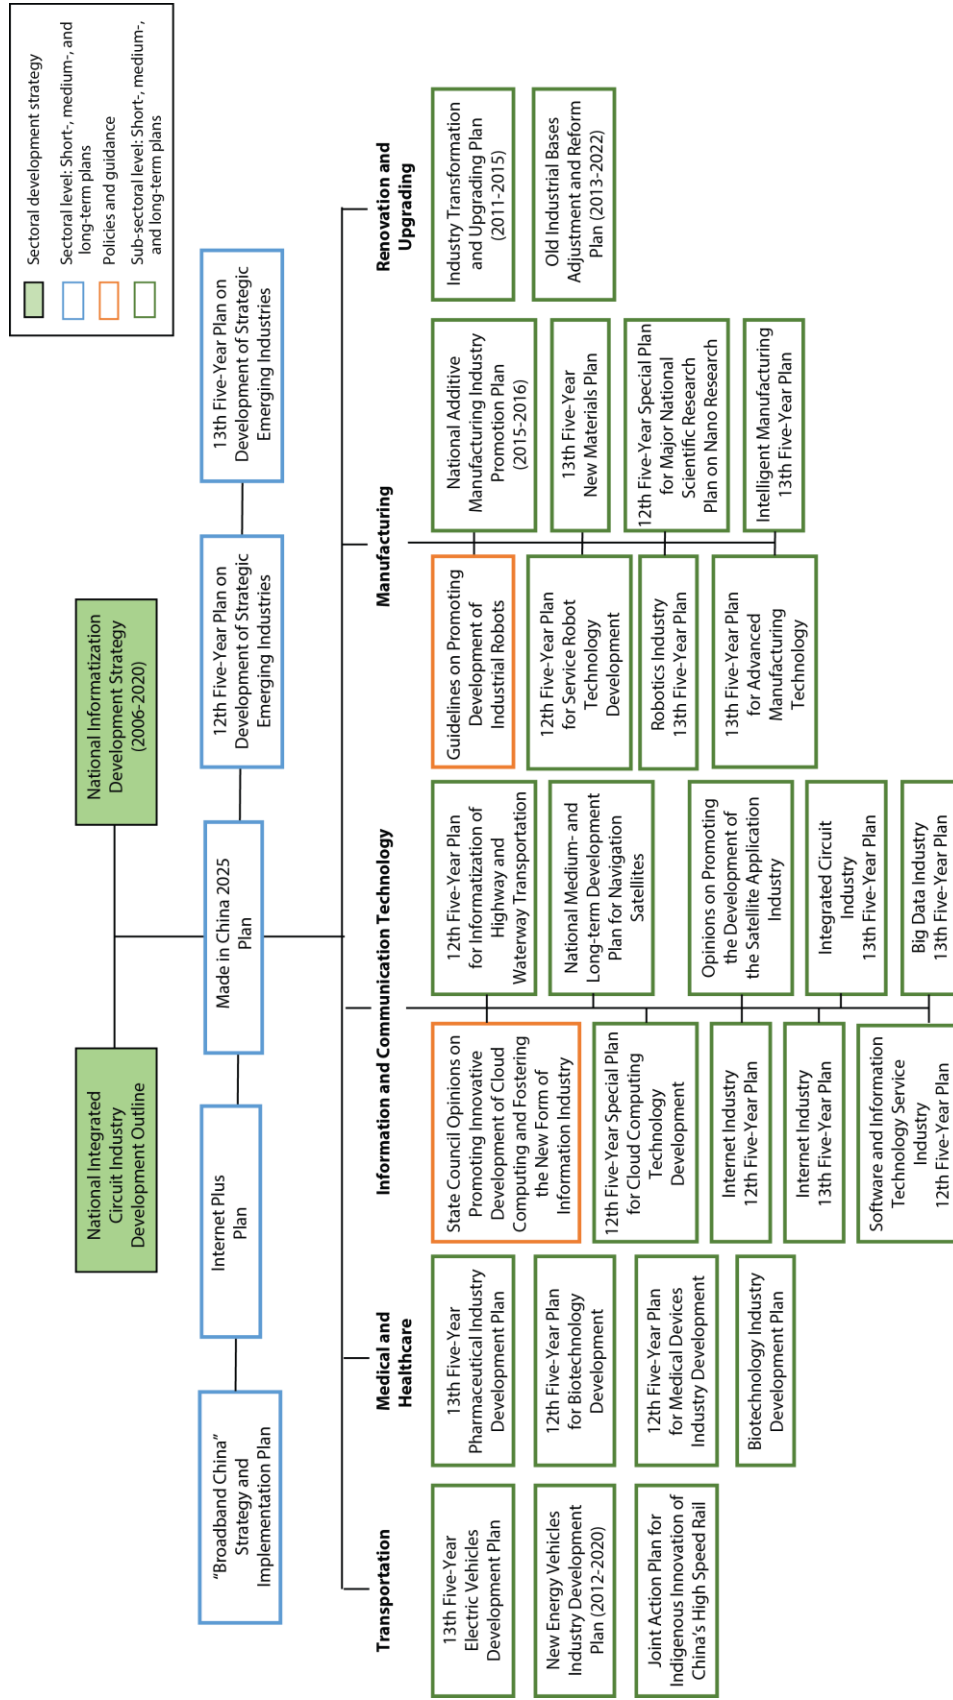 Sectoral development strategy
Sectoral level: Short-, medium-, and
long-term plans
Policies and guidance
Sub-sectoral level: Short-, medium-,
and long-term plans
National Integrated
Circuit Industry
Development Outline
National Informatization
Development Strategy
(2006-2020)
“Broadband China”
Strategy and
Implementation Plan
Internet Plus
Plan
Made in China 2025
Plan
12th Five-Year Plan on
Development of Strategic
Emerging Industries
13th Five-Year Plan on
Development of Strategic
Emerging Industries
Transportation
13th Five-Year
Electric Vehicles
Development Plan
New Energy Vehicles
Industry Development
Plan (2012-2020)
Joint Action Plan for
Indigenous Innovation of
China’s High Speed Rail
Medical and
Healthcare
13th Five-Year
Pharmaceutical Industry
Development Plan
12th Five-Year Plan
for Biotechnology
Development
12th Five-Year Plan
for Medical Devices
Industry Development
Biotechnology Industry
Development Plan
Information and Communication Technology
State Council Opinions on
Promoting Innovative
Development of Cloud
Computing and Fostering
the New Form of
Information Industry
12th Five-Year Special Plan
for Cloud Computing
Technology
Development
Internet Industry
12th Five-Year Plan
Internet Industry
13th Five-Year Plan
Software and Information
Technology Service
Industry
12th Five-Year Plan
12th Five-Year Plan
for Informatization of
Highway and
Waterway Transportation
National Medium- and
Long-term Development
Plan for Navigation
Satellites
Opinions on Promoting
the Development of
the Satellite Application
Industry
Integrated Circuit
Industry
13th Five-Year Plan
Big Data Industry
13th Five-Year Plan
Manufacturing
Guidelines on Promoting
Development of
Industrial Robots
12th Five-Year Plan
for Service Robot
Technology
Development
Robotics Industry
13th Five-Year Plan
13th Five-Year Plan
for Advanced
Manufacturing
Technology
National Additive
Manufacturing Industry
Promotion Plan
(2015-2016)
13th Five-Year
New Materials Plan
12th Five-Year Special Plan
for Major National
Scientific Research
Plan on Nano Research
Intelligent Manufacturing
13th Five-Year Plan
Renovation and
Upgrading
Industry Transformation
and Upgrading Plan
(2011-2015)
Old Industrial Bases
Adjustment and Reform
Plan (2013-2022)